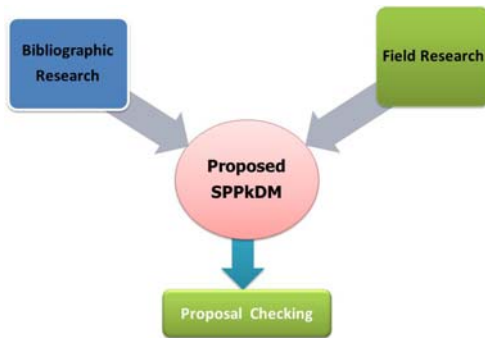 Bibliographic
Research
Field Research
Proposed
SPPkDM
Proposal Checking